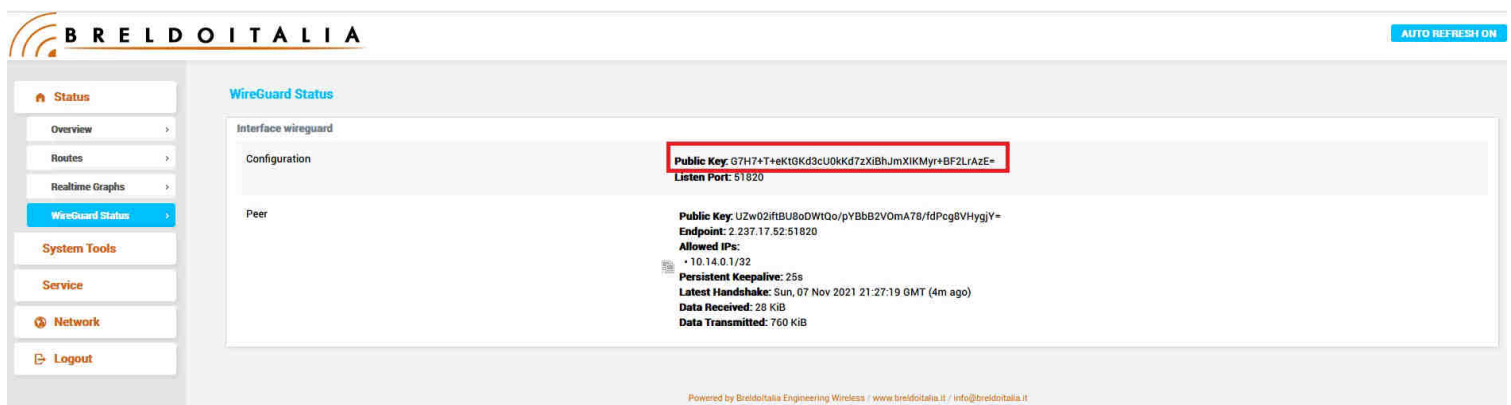 BRELDOITALIA
AUTO REFRESH ON
Status
Overview
Routes
Realtime Graphs
WireGuard Status
System Tools
Service
Network
Logout
WireGuard Status
Interface wireguard
Configuration
Public Key: G7H7+T+eKtGKd3cU0kKd7zXiBhJmXIKMyr+BF2LrAzE=
Listen Port: 51820
Peer
Public Key: UZw02iftBU8oDWtQo/pYBbB2VOmA78/fdPcg8VHygjY=
Endpoint: 2.237.17.52:51820
Allowed IPs:
• 10.14.0.1/32
Persistent Keepalive: 25s
Latest Handshake: Sun, 07 Nov 2021 21:27:19 GMT (4m ago)
Data Received: 28 KiB
Data Transmitted: 760 KiB
Powered by BreldoItalia Engineering Wireless / www.breldoitalia.it / info@breldoitalia.it